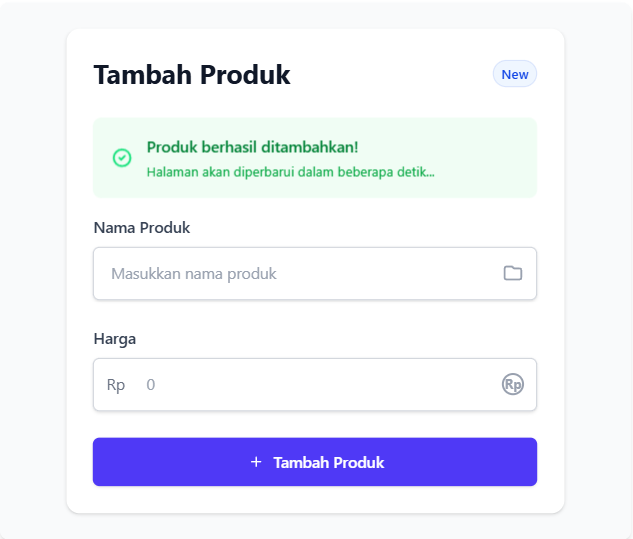 Tambah Produk
New
Produk berhasil ditambahkan!
Halaman akan diperbarui dalam beberapa detik...
Nama Produk
Masukkan nama produk
Harga
Rp 0 Rp
+ Tambah Produk